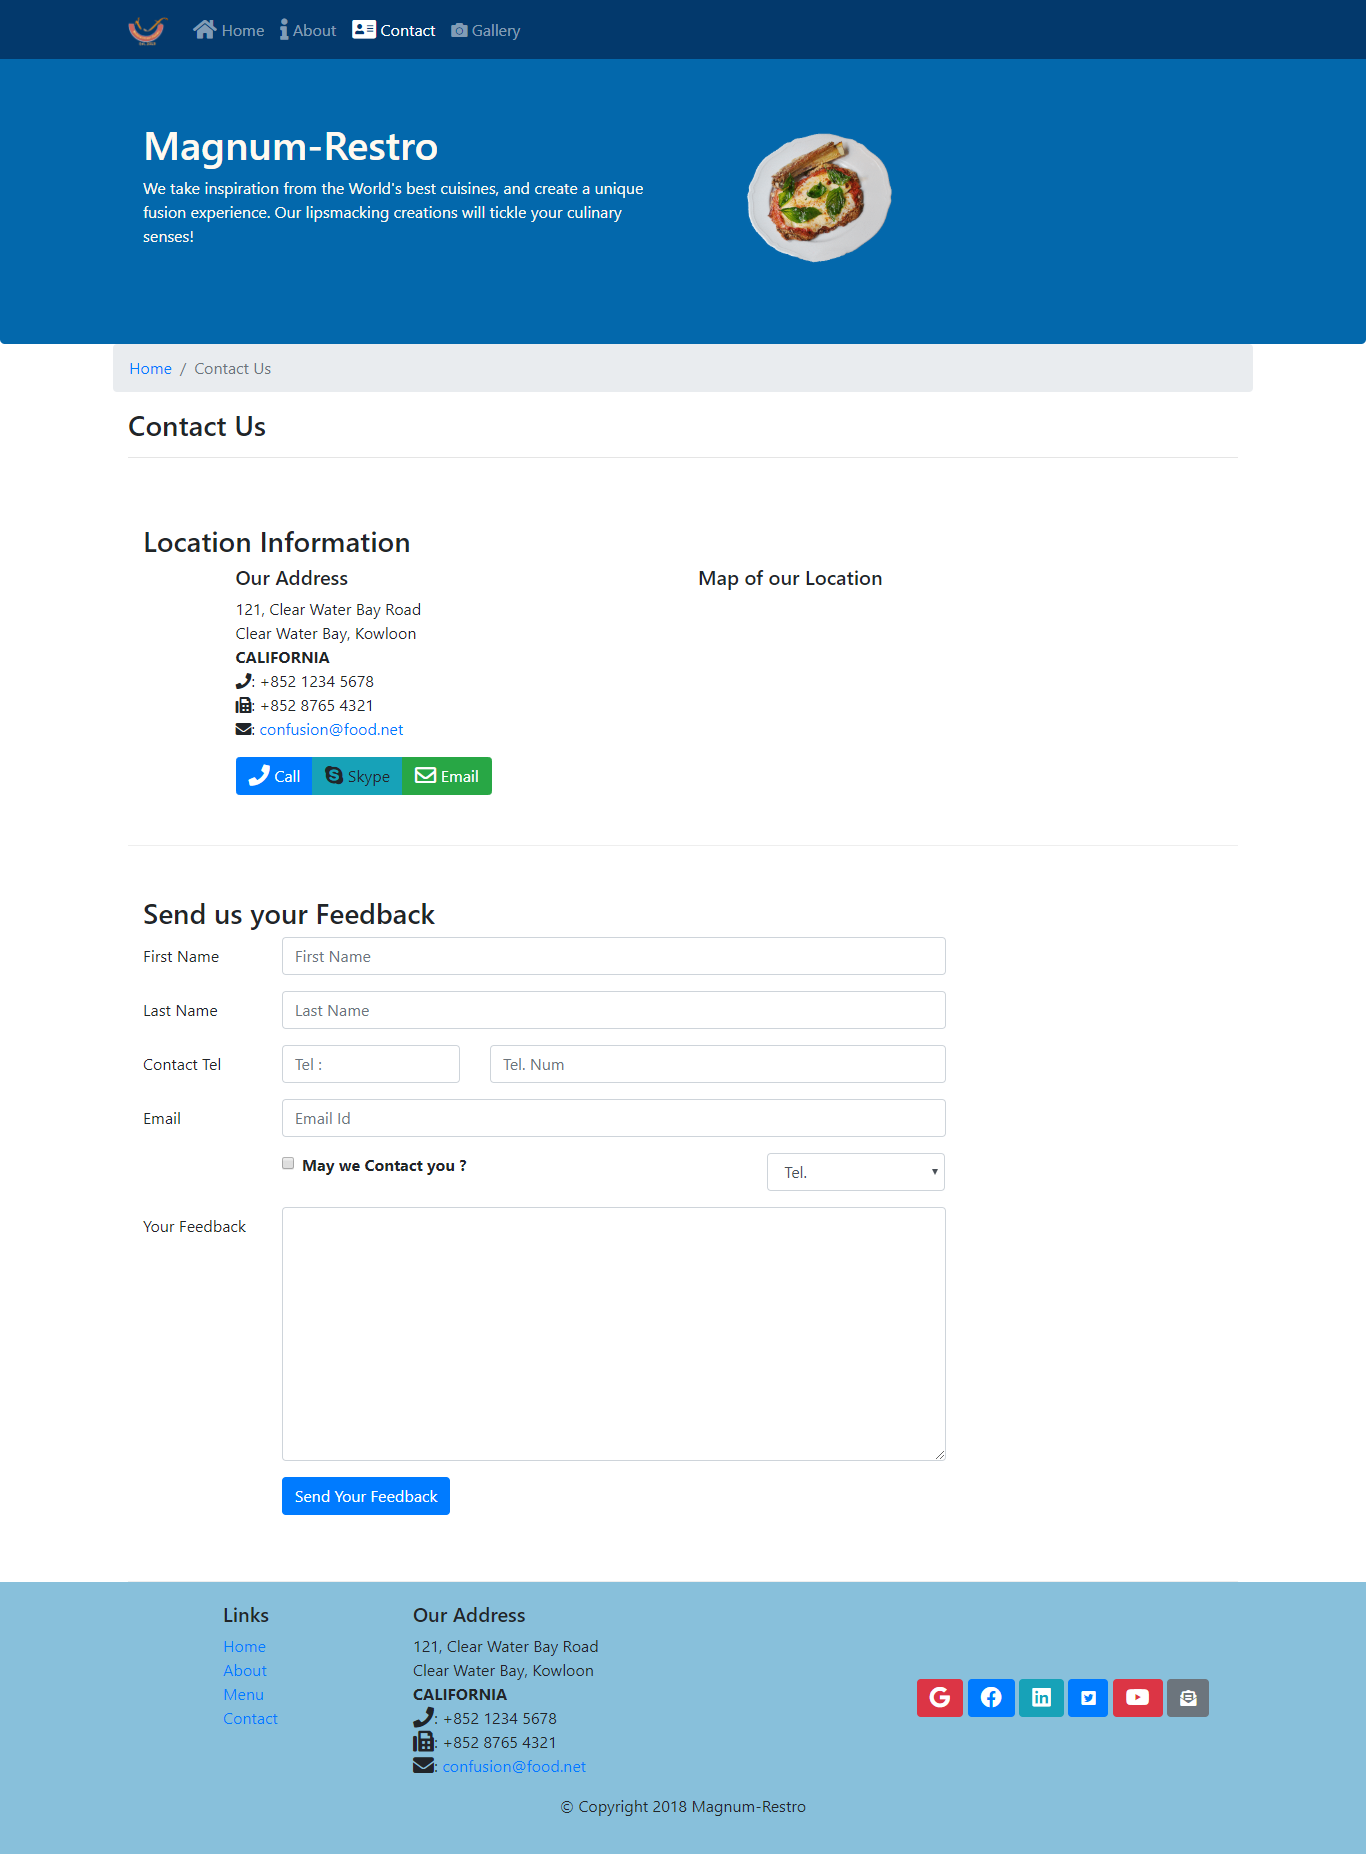 Home About Contact Gallery
Magnum-Restro
We take inspiration from the World's best cuisines, and create a unique
fusion experience. Our lipsmacking creations will tickle your culinary
senses!
Home / Contact Us
Contact Us
Location Information
Our Address
121, Clear Water Bay Road
Clear Water Bay, Kowloon
CALIFORNIA
: +852 1234 5678
: +852 8765 4321
: confusion@food.net
Call Skype Email
Map of our Location
Send us your Feedback
First Name First Name
Last Name Last Name
Contact Tel Tel : Tel. Num
Email Email Id
May we Contact you ? Tel.
Your Feedback
Send Your Feedback
Links
Home
About
Menu
Contact
Our Address
121, Clear Water Bay Road
Clear Water Bay, Kowloon
CALIFORNIA
: +852 1234 5678
: +852 8765 4321
: confusion@food.net
© Copyright 2018 Magnum-Restro